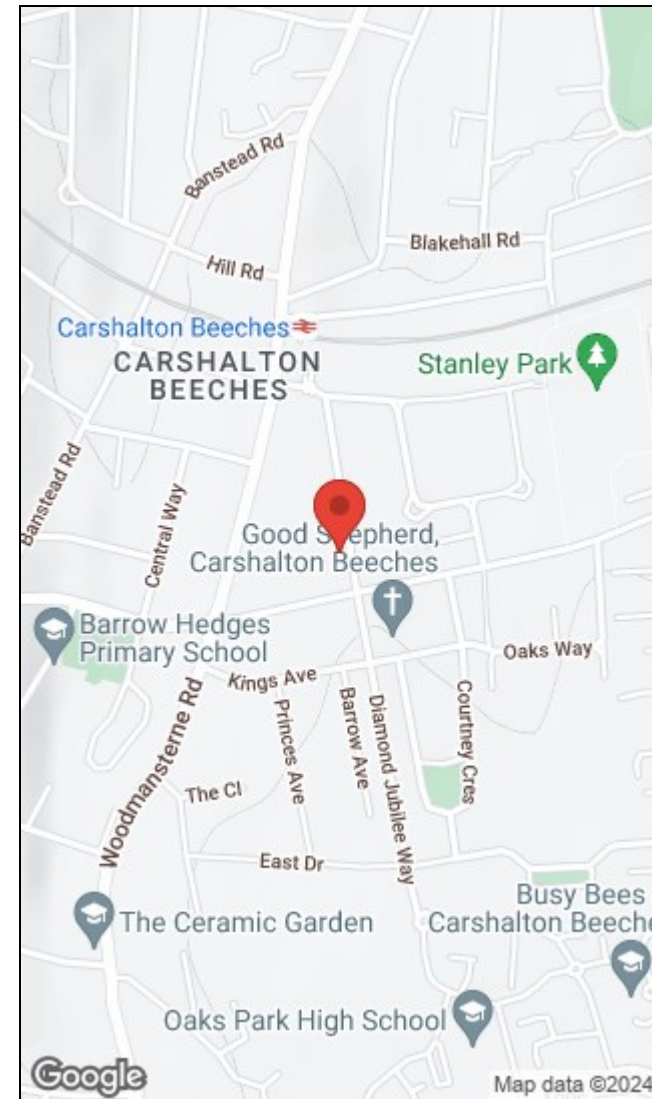 Banstead Rd
Blakehall Rd
Hill Rd
Carshalton Beeches
CARSHALTON
BEECHES
Stanley Park
Banstead Rd
Central Way
Good Shepherd,
Carshalton Beeches
Barrow Hedges
Primary School
Oaks Way
Kings Ave
Woodmansterne Rd
Princes Ave
Barrow Ave
Diamond Jubilee Way
Courtney Cres
The Cl
East Dr
Busy Bees
Carshalton Beeche
The Ceramic Garden
Oaks Park High School
Google
Map data ©2024